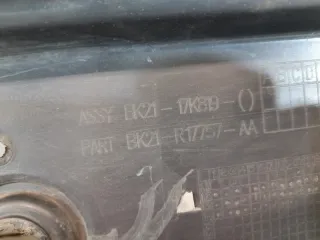 ASSY BK21-17K819-()
PART BK21-R17757-AA
A B C D